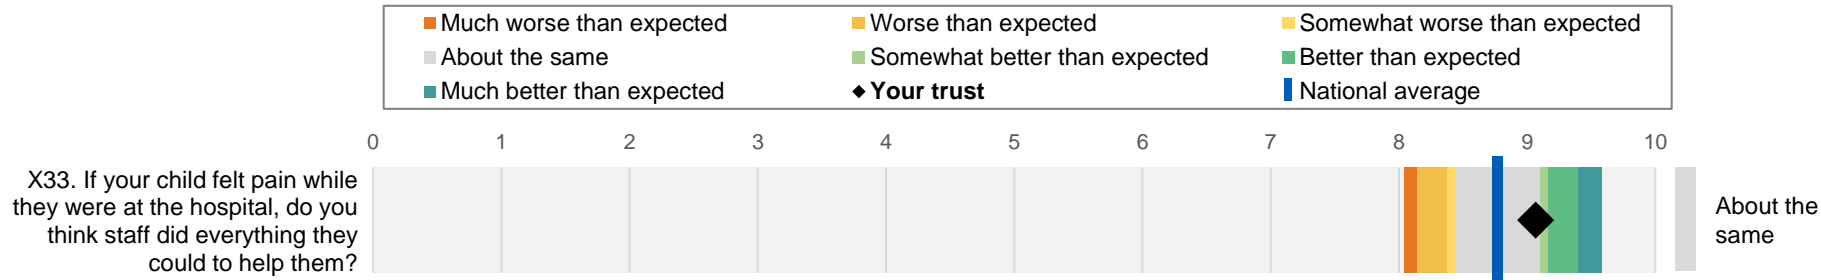 Much worse than expected
Worse than expected
Somewhat worse than expected
About the same
Somewhat better than expected
Better than expected
Much better than expected
Your trust
National average
0 1 2 3 4 5 6 7 8 9 10
X33. If your child felt pain while
they were at the hospital, do you
think staff did everything they
could to help them?
About the
same